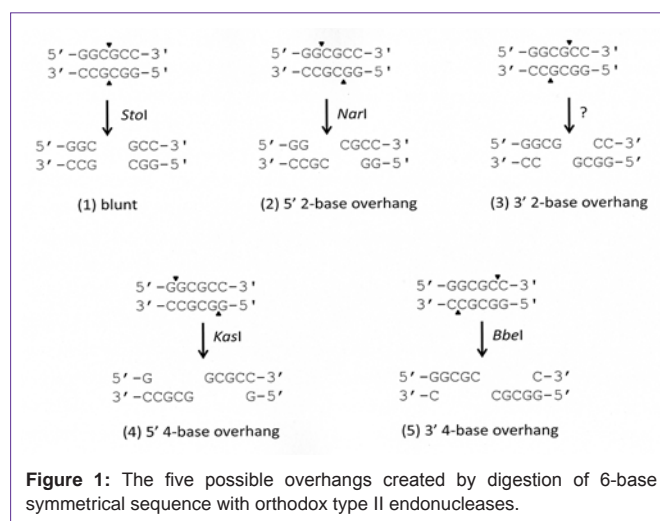 5'-GGCGCC-3'
3'-CCGCGG-5'
StoI
5'-GGC GCC-3'
3'-CCG CGG-5'
(1) blunt
5'-GGCGCC-3'
3'-CCGCGG-5'
NarI
5'-GG CGCC-3'
3'-CCGC GG-5'
(2) 5' 2-base overhang
5'-GGCGCC-3'
3'-CCGCGG-5'
?
5'-GGCG CC-3'
3'-CC GCGG-5'
(3) 3' 2-base overhang
5'-GGCGCC-3'
3'-CCGCGG-5'
KasI
5'-G GCGCC-3'
3'-CCGCG G-5'
(4) 5' 4-base overhang
5'-GGCGCC-3'
3'-CCGCGG-5'
BbeI
5'-GGCGC C-3'
3'-C CGCGG-5'
(5) 3' 4-base overhang
Figure 1: The five possible overhangs created by digestion of 6-base
symmetrical sequence with orthodox type II endonucleases.